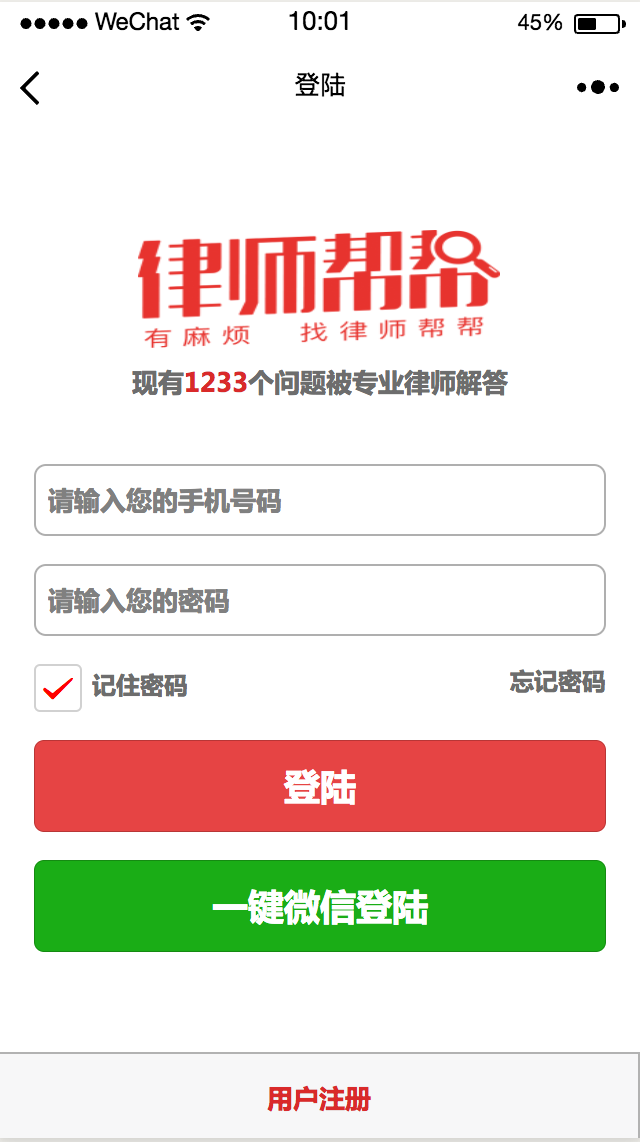 WeChat 10:01 45%
登陆
律师帮帮
有麻烦 找律师帮帮
现有1233个问题被专业律师解答
请输入您的手机号码
请输入您的密码
记住密码 忘记密码
登陆
一键微信登陆
用户注册